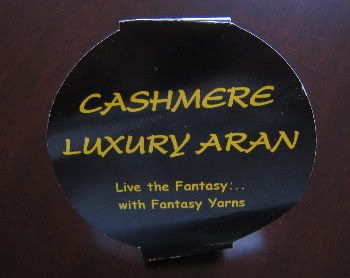 CASHMERE
LUXURY ARAN
Live the Fantasy...
with Fantasy Yarns